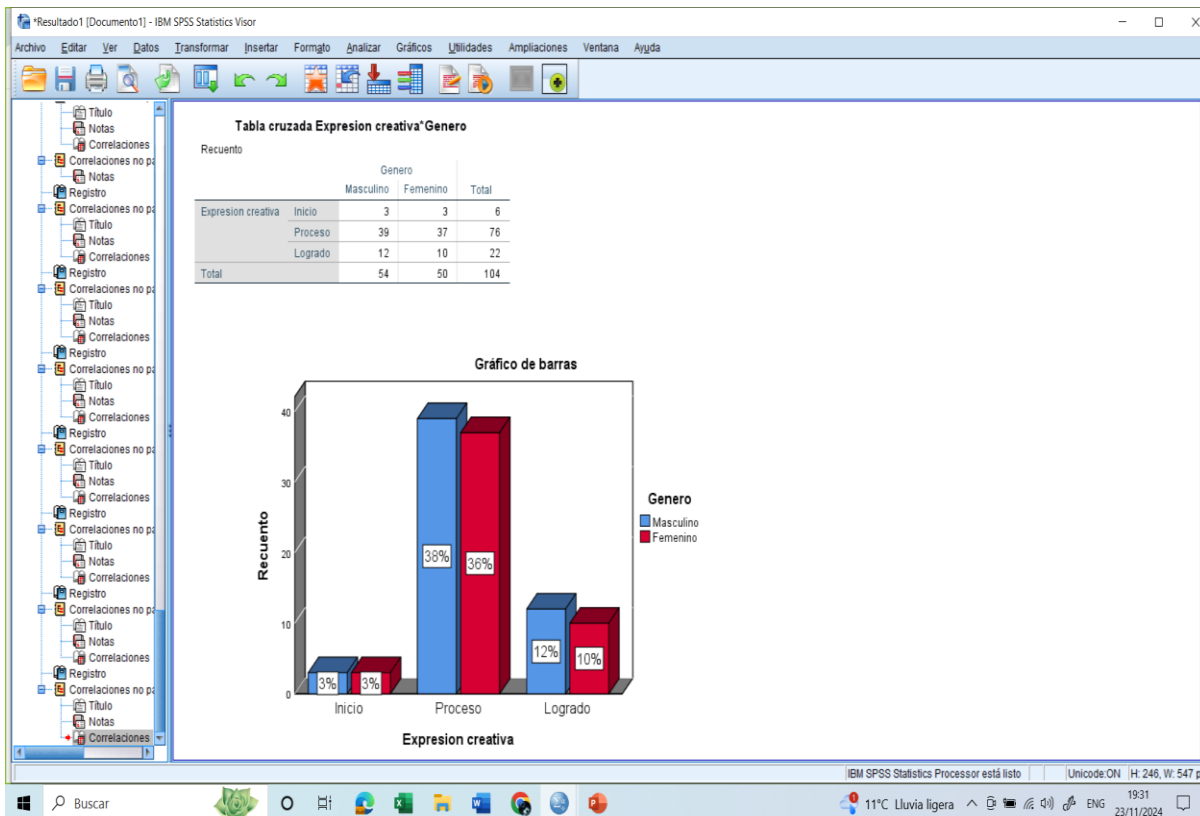 *Resultado1 [Documento1] - IBM SPSS Statistics Visor
Archivo Editar Ver Datos Transformar Insertar Formato Analizar Gráficos Utilidades Ampliaciones Ventana Ayuda
Título
Notas
Correlaciones
Correlaciones no pa
Notas
Registro
Correlaciones no pa
Título
Notas
Correlaciones
Registro
Correlaciones no pa
Título
Notas
Correlaciones
Registro
Correlaciones no pa
Título
Notas
Correlaciones
Registro
Correlaciones no pa
Título
Notas
Correlaciones
Registro
Correlaciones no pa
Título
Notas
Correlaciones
Registro
Correlaciones no pa
Título
Notas
Correlaciones
Registro
Correlaciones no pa
Título
Notas
Correlaciones
Tabla cruzada Expresion creativa*Genero
Recuento
Genero
Masculino Femenino Total
Expresion creativa Inicio 3 3 6
Proceso 39 37 76
Logrado 12 10 22
Total 54 50 104
Gráfico de barras
40
30
20
10
0
Recuento
3% 3%
38% 36%
12% 10%
Inicio Proceso Logrado
Expresion creativa
Genero
Masculino
Femenino
IBM SPSS Statistics Processor está listo Unicode:ON H: 246, W: 547 p
Buscar
11°C Lluvia ligera ENG 19:31
23/11/2024